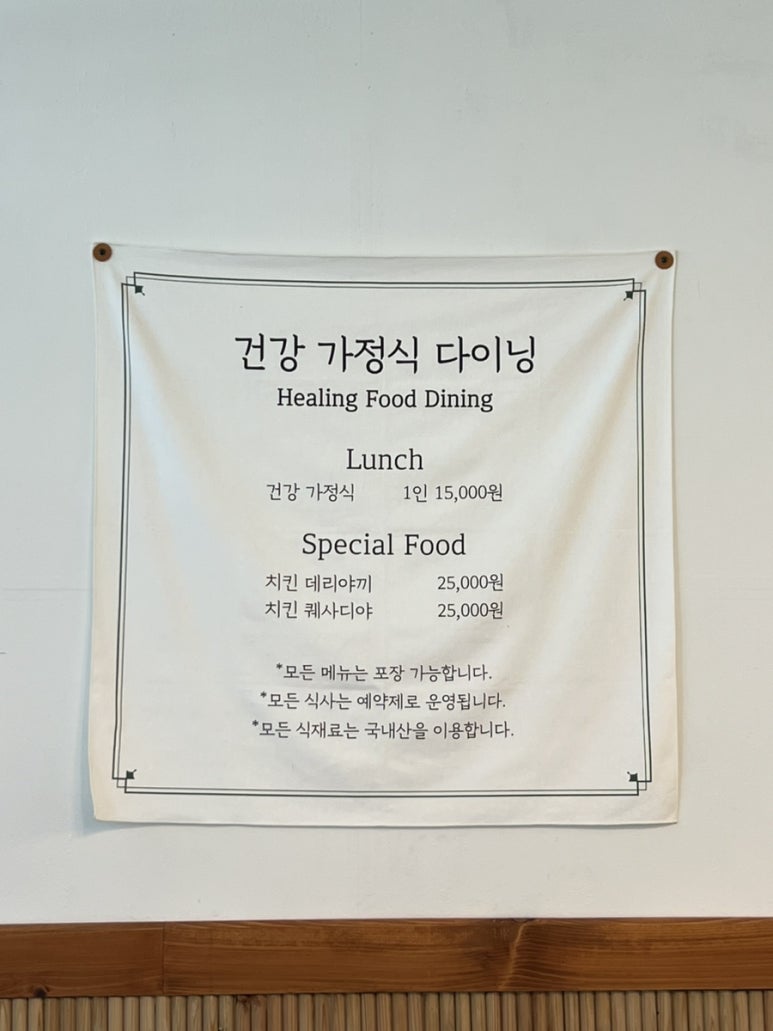 건강 가정식 다이닝
Healing Food Dining
Lunch
건강 가정식 1인 15,000원
Special Food
치킨 데리야끼 25,000원
치킨 퀘사디야 25,000원
*모든 메뉴는 포장 가능합니다.
*모든 식사는 예약제로 운영됩니다.
*모든 식재료는 국내산을 이용합니다.